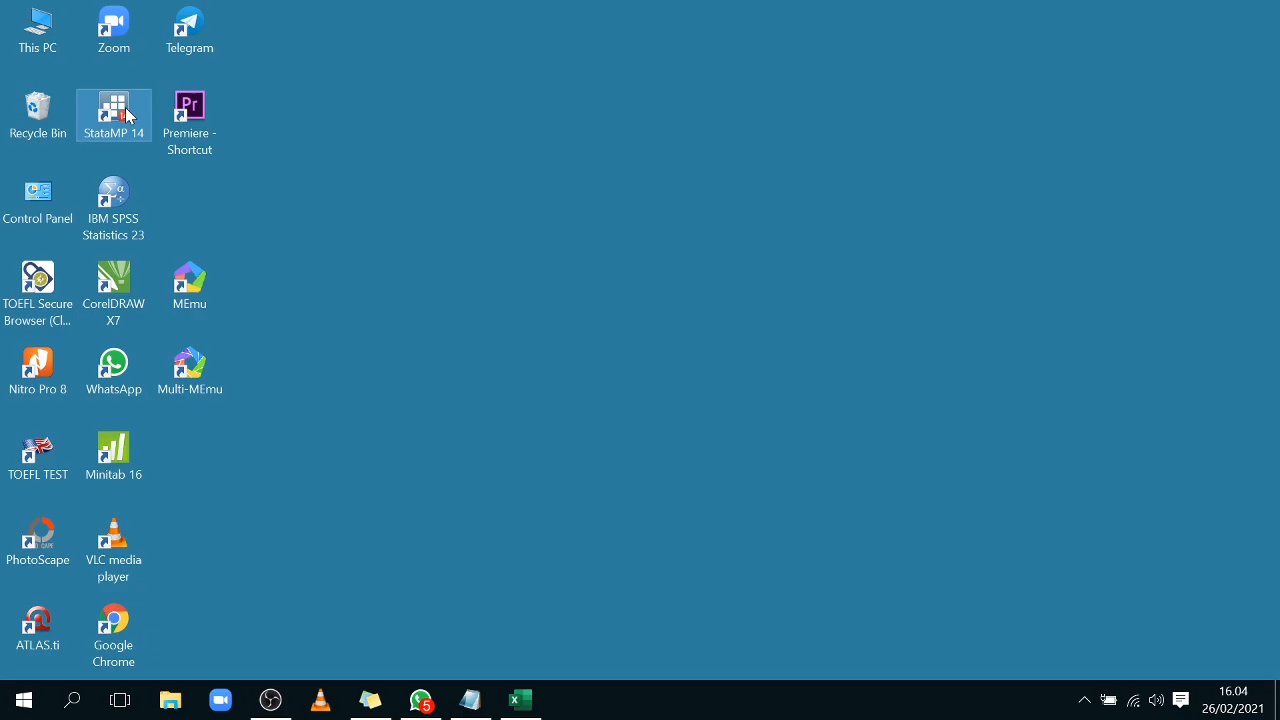 This PC
Zoom
Telegram
Recycle Bin
StataMP 14
Pr
Premiere -
Shortcut
Control Panel
IBM SPSS
Statistics 23
TOEFL Secure
Browser (Cl...
CorelDRAW
X7
MEmu
Nitro Pro 8
WhatsApp
Multi-MEmu
TOEFL TEST
Minitab 16
PhotoScape
VLC media
player
ATLAS.ti
Google
Chrome
5
16.04
26/02/2021